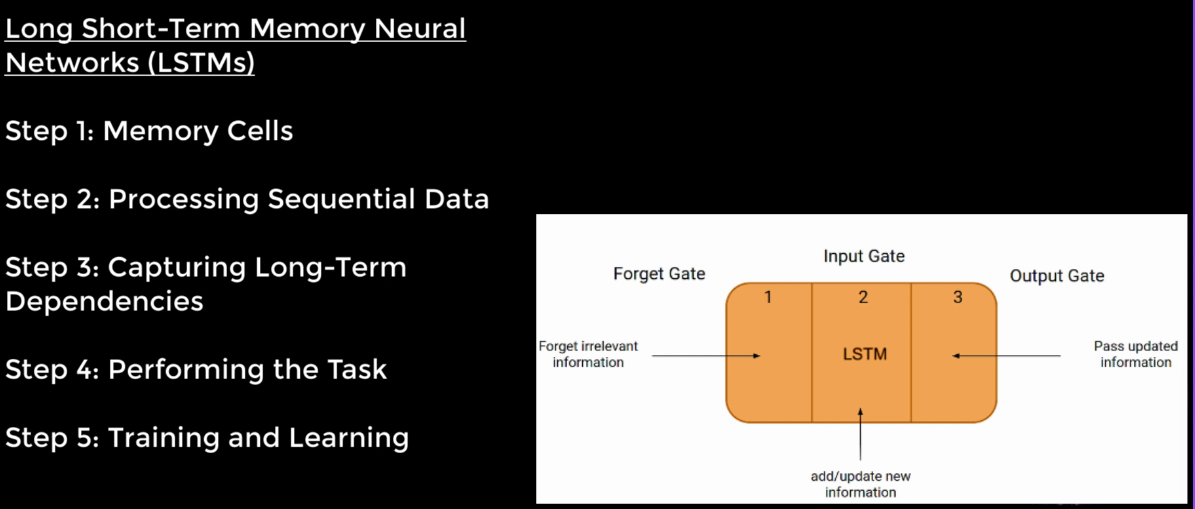 Long Short-Term Memory Neural
Networks (LSTMs)
Step 1: Memory Cells
Step 2: Processing Sequential Data
Step 3: Capturing Long-Term
Dependencies
Step 4: Performing the Task
Step 5: Training and Learning
Forget Gate
Input Gate
Output Gate
1
2
3
Forget irrelevant
information
LSTM
Pass updated
information
add/update new
information